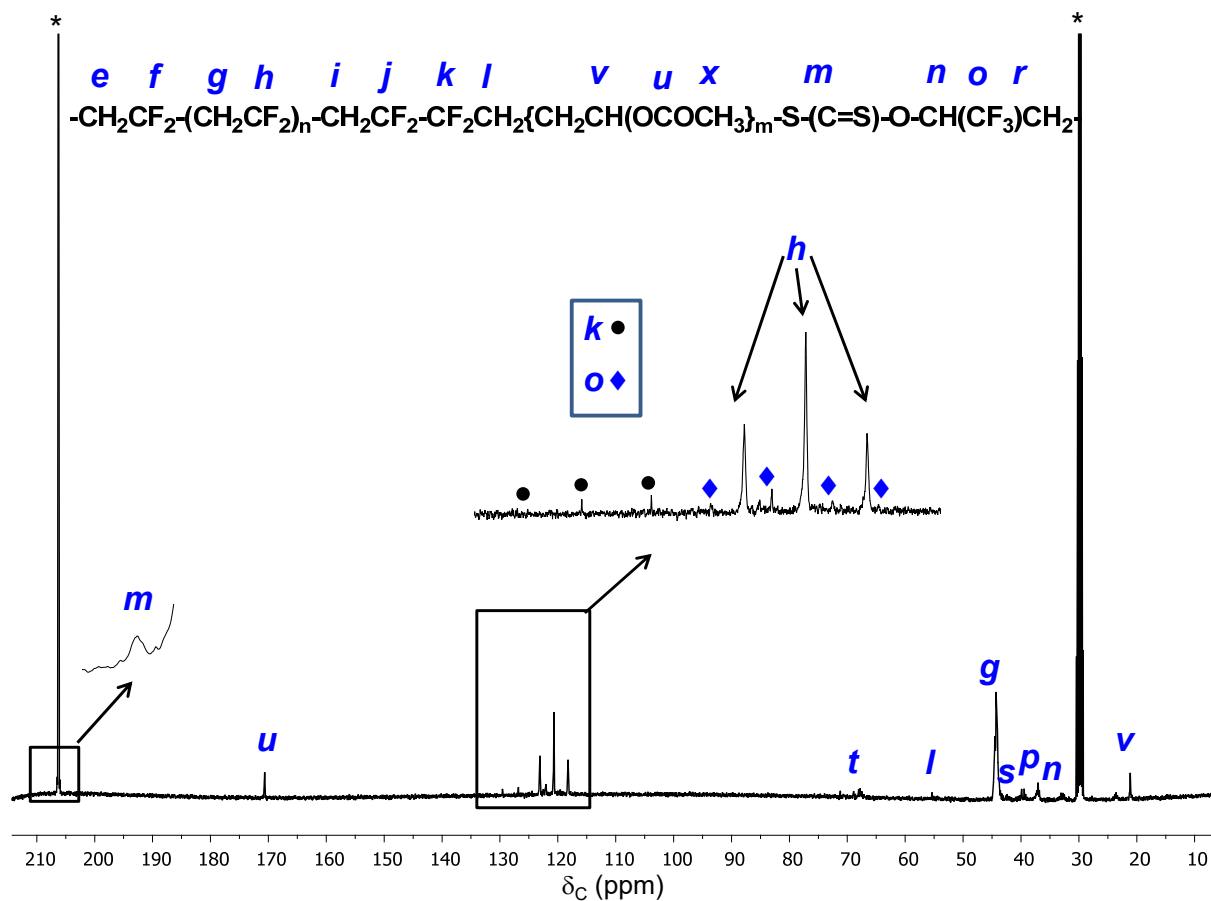 * *
e f g h i j k l v u x m n o r
-CH₂CF₂-(CH₂CF₂)ₙ-CH₂CF₂-CF₂CH₂{CH₂CH(OCOCH₃}ₘ-S-(C=S)-O-CH(CF₃)CH₂-
h
k ●
o ♦
● ● ● ♦ ♦ ♦ ♦
m
g
u t l s p n v
210 200 190 180 170 160 150 140 130 120 110 100 90 80 70 60 50 40 30 20 10
δC (ppm)